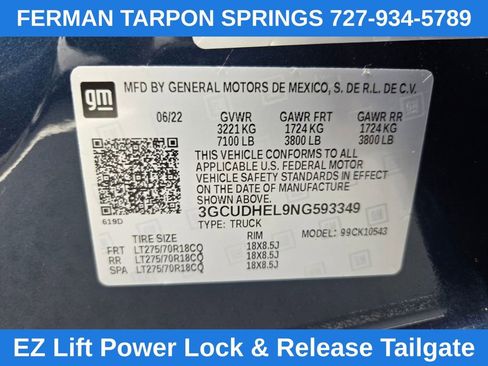 FERMAN TARPON SPRINGS 727-934-5789
gm
MFD BY GENERAL MOTORS DE MEXICO, S. DE R.L. DE C.V.
06/22 GVWR GAWR FRT GAWR RR
3221 KG 1724 KG 1724 KG
7100 LB 3800 LB 3800 LB
THIS VEHICLE CONFORMS TO ALL
APPLICABLE U.S. FEDERAL MOTOR
VEHICLE SAFETY STANDARDS IN EFFECT
ON THE DATE OF MANUFACTURE SHOWN ABOVE.
3GCUDHEL9NG593349
619D
TYPE: TRUCK MODEL: 99CK10543
TIRE SIZE RIM
FRT LT275/70R18CQ 18X8.5J
RR LT275/70R18CQ 18X8.5J
SPA LT275/70R18CQ 18X8.5J
EZ Lift Power Lock & Release Tailgate